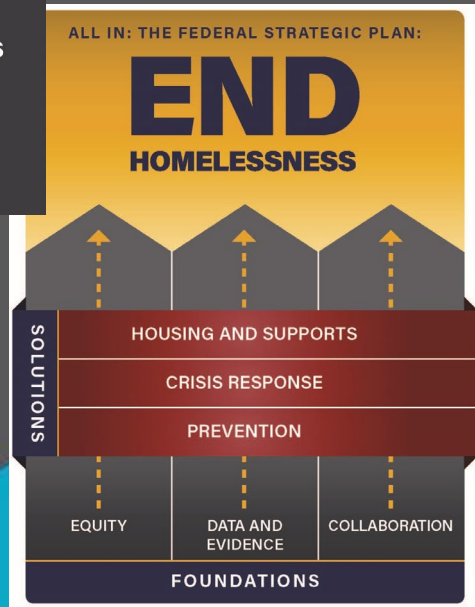 s
ALL IN: THE FEDERAL STRATEGIC PLAN:
END
HOMELESSNESS
SOLUTIONS
HOUSING AND SUPPORTS
CRISIS RESPONSE
PREVENTION
EQUITY
DATA AND
EVIDENCE
COLLABORATION
FOUNDATIONS